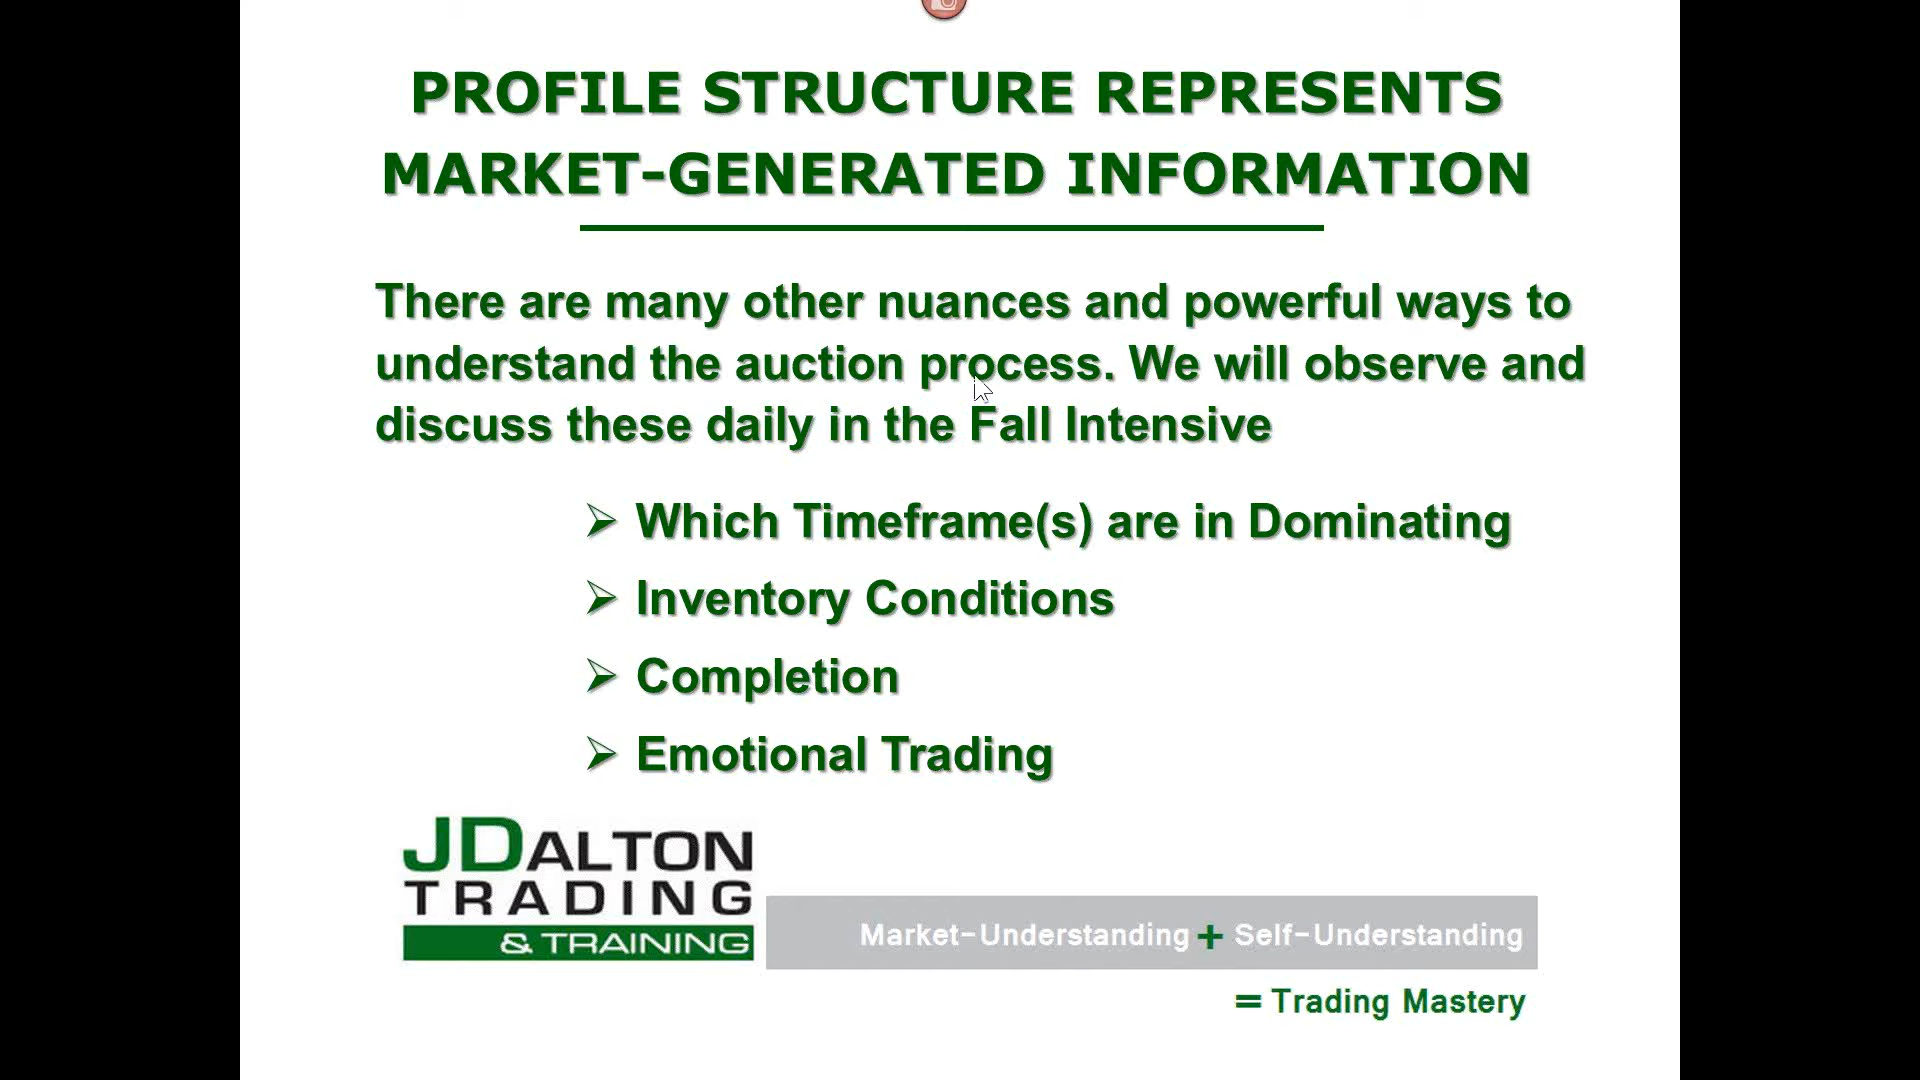 PROFILE STRUCTURE REPRESENTS
MARKET-GENERATED INFORMATION
There are many other nuances and powerful ways to
understand the auction process. We will observe and
discuss these daily in the Fall Intensive
➢ Which Timeframe(s) are in Dominating
➢ Inventory Conditions
➢ Completion
➢ Emotional Trading
JDALTON
TRADING
& TRAINING
Market-Understanding + Self-Understanding
= Trading Mastery